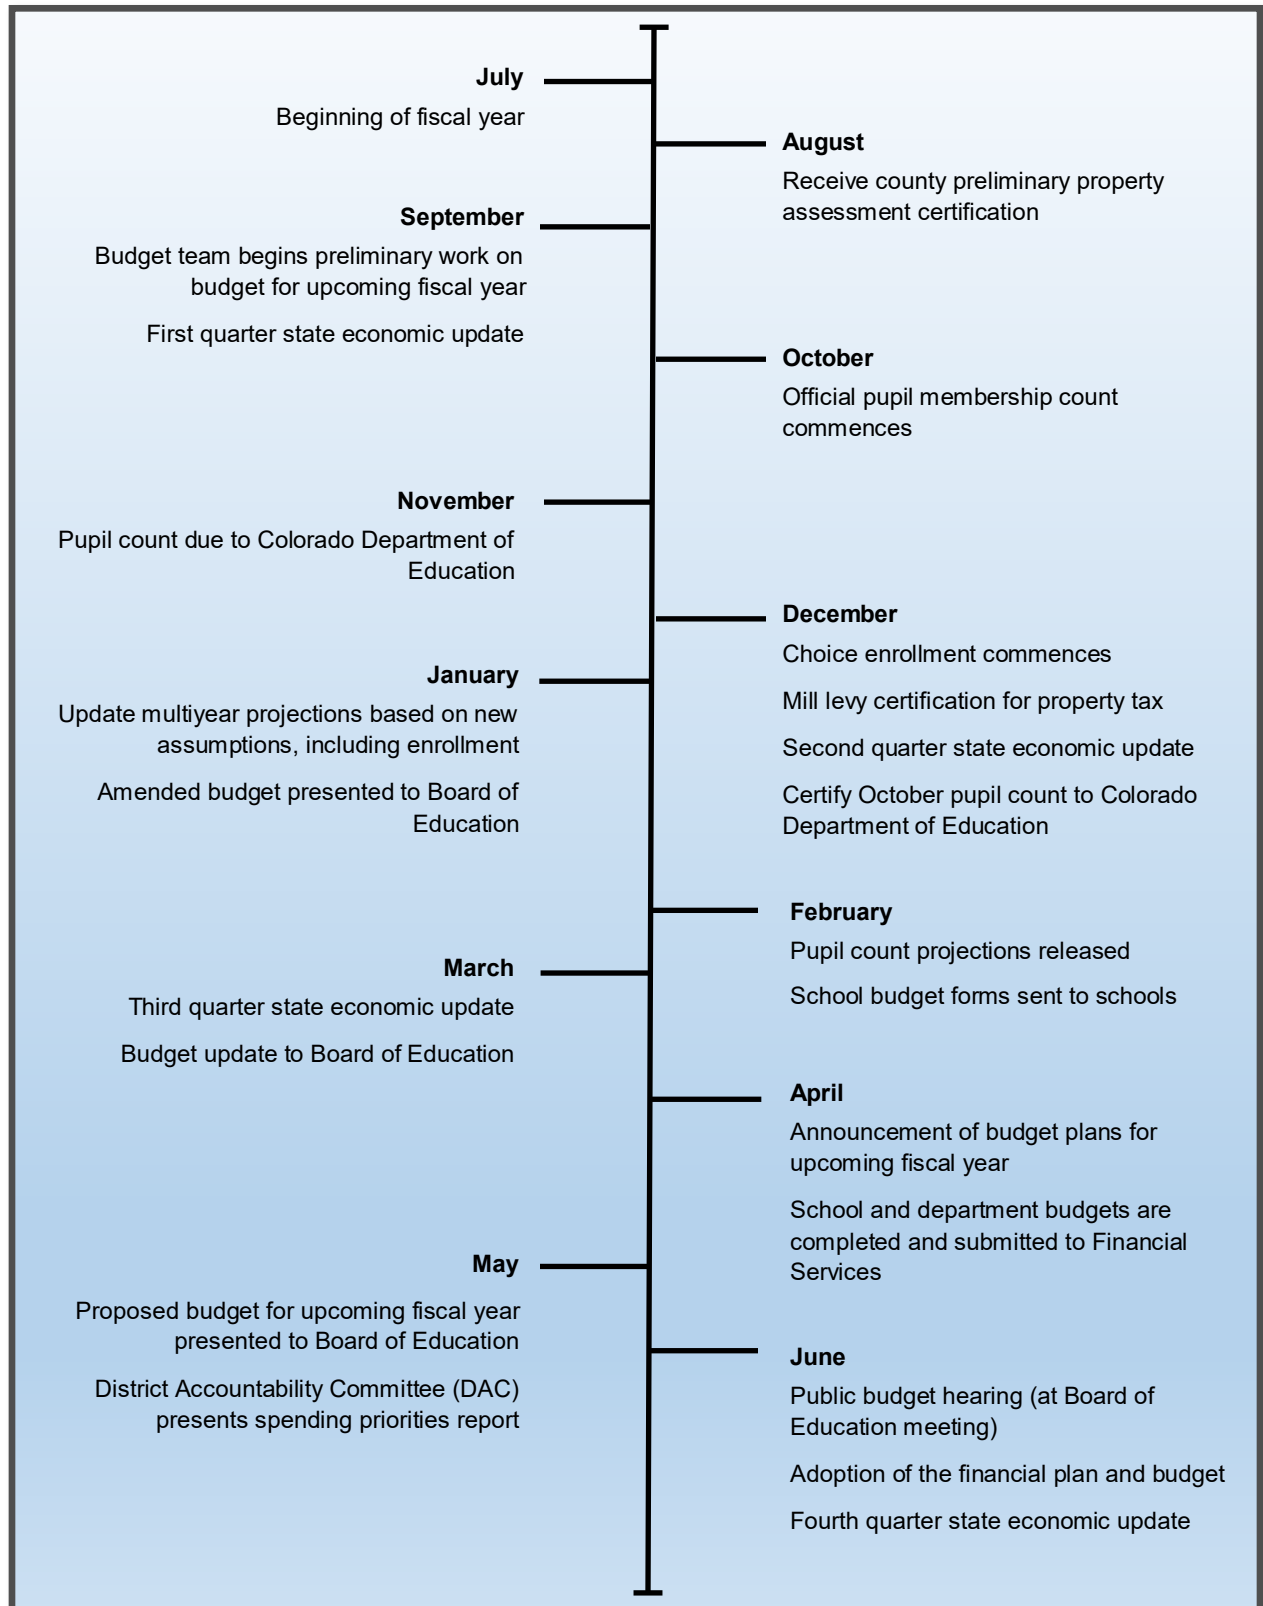 July
Beginning of fiscal year
August
Receive county preliminary property
assessment certification
September
Budget team begins preliminary work on
budget for upcoming fiscal year
First quarter state economic update
October
Official pupil membership count
commences
November
Pupil count due to Colorado Department of
Education
December
Choice enrollment commences
Mill levy certification for property tax
Second quarter state economic update
Certify October pupil count to Colorado
Department of Education
January
Update multiyear projections based on new
assumptions, including enrollment
Amended budget presented to Board of
Education
February
Pupil count projections released
School budget forms sent to schools
March
Third quarter state economic update
Budget update to Board of Education
April
Announcement of budget plans for
upcoming fiscal year
School and department budgets are
completed and submitted to Financial
Services
May
Proposed budget for upcoming fiscal year
presented to Board of Education
District Accountability Committee (DAC)
presents spending priorities report
June
Public budget hearing (at Board of
Education meeting)
Adoption of the financial plan and budget
Fourth quarter state economic update